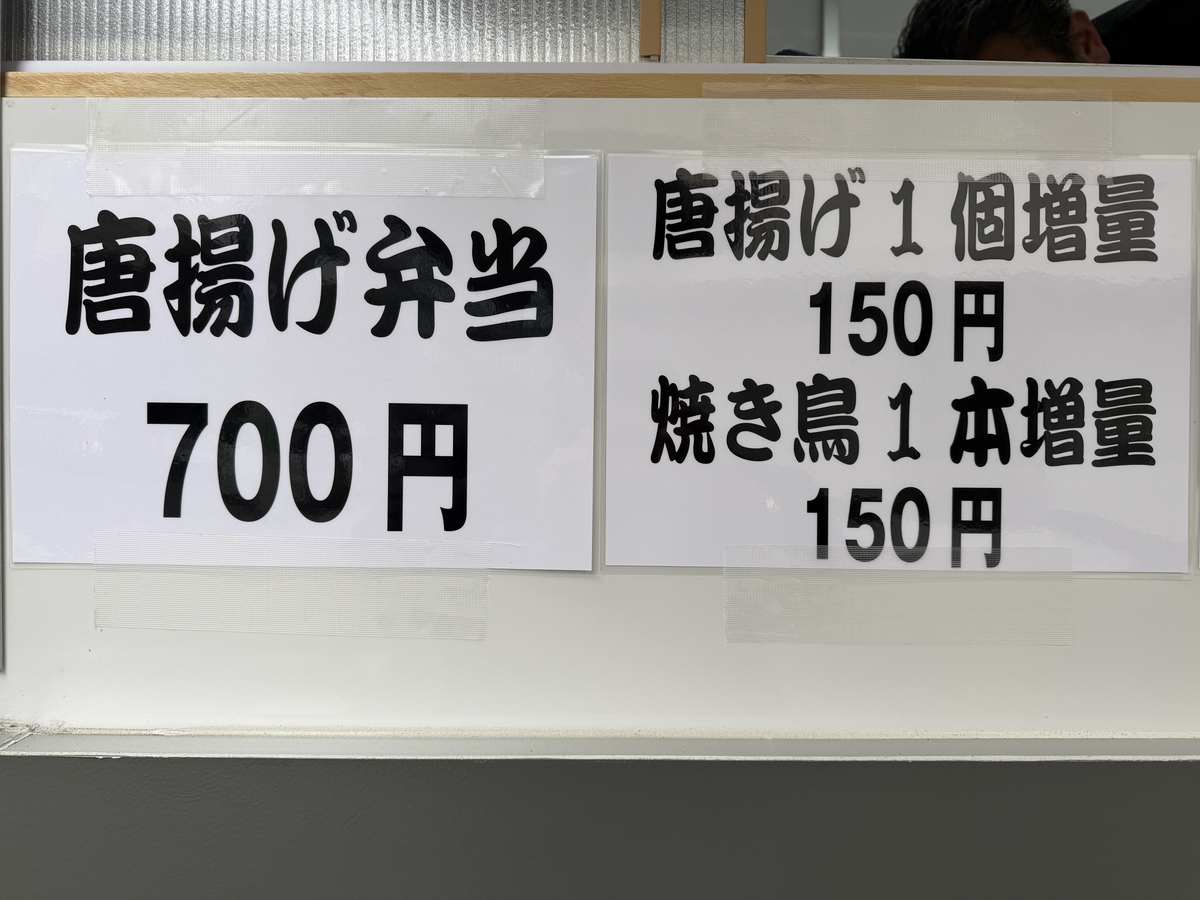 唐揚げ弁当
700円
唐揚げ1個増量
150円
焼き鳥1本増量
150円